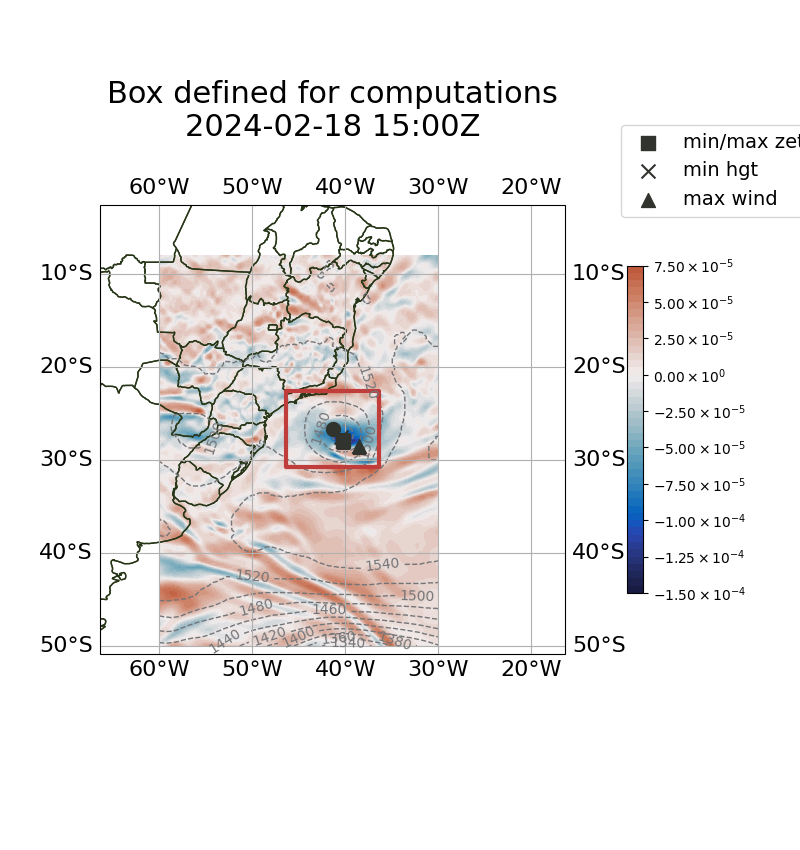 Box defined for computations
2024-02-18 15:00Z
min/max zet
min hgt
max wind
60°W 50°W 40°W 30°W 20°W
10°S 10°S
20°S 20°S
30°S 30°S
40°S 40°S
50°S 50°S
60°W 50°W 40°W 30°W 20°W
7.50 × 10⁻⁵
5.00 × 10⁻⁵
2.50 × 10⁻⁵
0.00 × 10⁰
−2.50 × 10⁻⁵
−5.00 × 10⁻⁵
−7.50 × 10⁻⁵
−1.00 × 10⁻⁴
−1.25 × 10⁻⁴
−1.50 × 10⁻⁴
1520
1480
1540
1520
1500
1480
1460
1440
1420
1400
1360
1340
1380